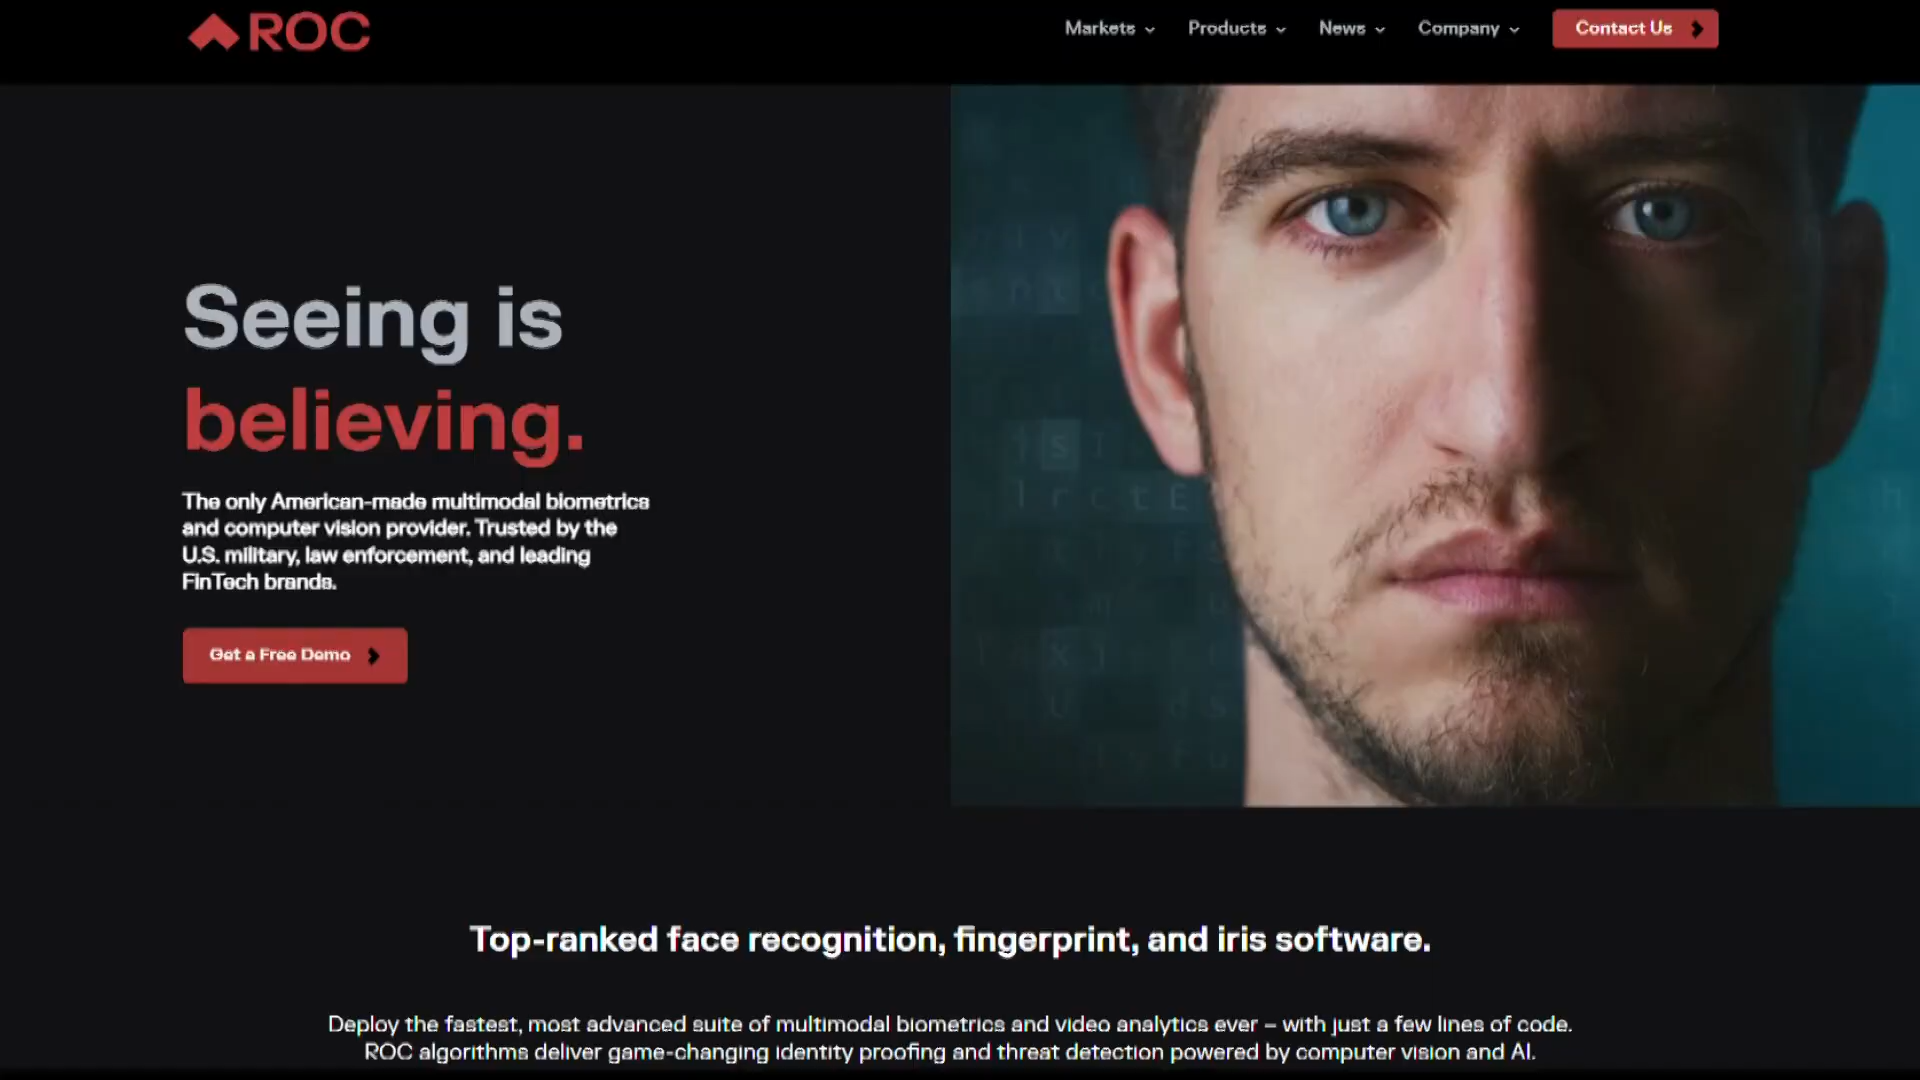 ROC
Markets
Products
News
Company
Contact Us
Seeing is
believing.
The only American-made multimodal biometrics
and computer vision provider. Trusted by the
U.S. military, law enforcement, and leading
FinTech brands.
Get a Free Demo
Top-ranked face recognition, fingerprint, and iris software.
Deploy the fastest, most advanced suite of multimodal biometrics and video analytics ever – with just a few lines of code.
ROC algorithms deliver game-changing identity proofing and threat detection powered by computer vision and AI.